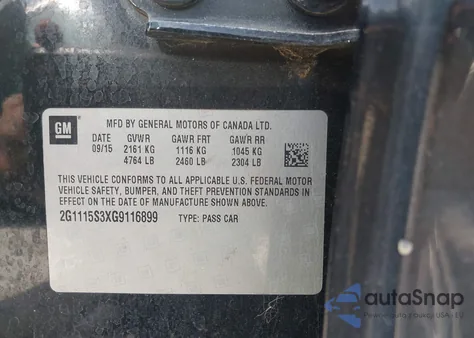 GM
MFD BY GENERAL MOTORS OF CANADA LTD.
DATE GVWR GAWR FRT GAWR RR
09/15 2161 KG 1116 KG 1045 KG
4764 LB 2460 LB 2304 LB
THIS VEHICLE CONFORMS TO ALL APPLICABLE U.S. FEDERAL MOTOR
VEHICLE SAFETY, BUMPER, AND THEFT PREVENTION STANDARDS IN
EFFECT ON THE DATE OF MANUFACTURE SHOWN ABOVE.
2G1115S3XG9116899 TYPE: PASS CAR
autoSnap